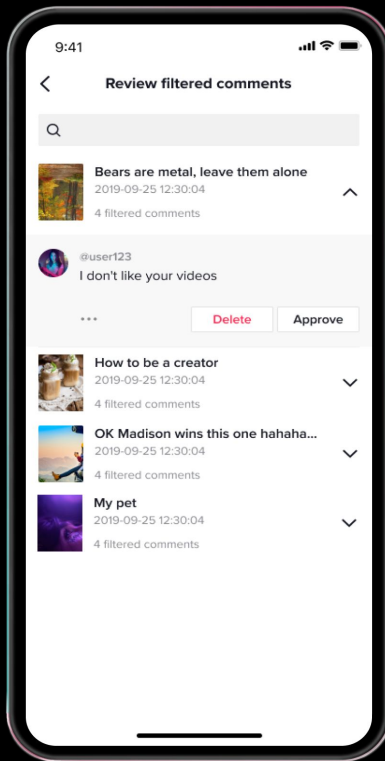 9:41
Review filtered comments
Bears are metal, leave them alone
2019-09-25 12:30:04
4 filtered comments
@user123
I don't like your videos
Delete
Approve
How to be a creator
2019-09-25 12:30:04
4 filtered comments
OK Madison wins this one hahaha...
2019-09-25 12:30:04
4 filtered comments
My pet
2019-09-25 12:30:04
4 filtered comments